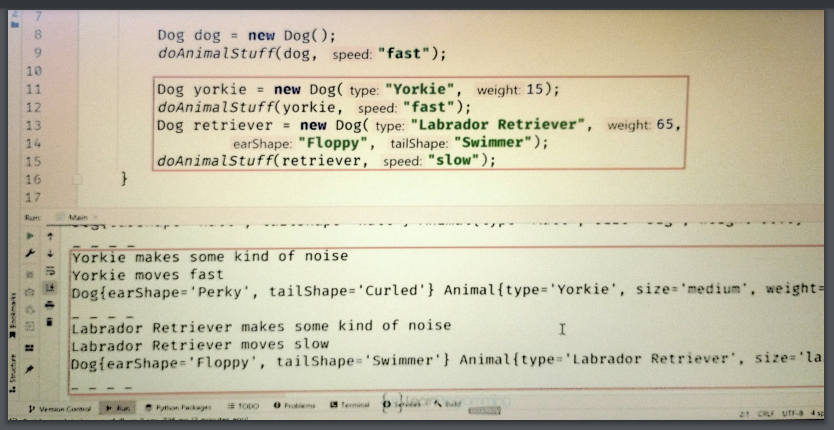 7
8 Dog dog = new Dog();
9 doAnimalStuff(dog, speed: "fast");
10
11 Dog yorkie = new Dog( type: "Yorkie", weight: 15);
12 doAnimalStuff(yorkie, speed: "fast");
13 Dog retriever = new Dog( type: "Labrador Retriever", weight: 65,
14 earShape: "Floppy", tailShape: "Swimmer");
15 doAnimalStuff(retriever, speed: "slow");
16 }
17
Run: Main
_ _ _ _
Yorkie makes some kind of noise
Yorkie moves fast
Dog{earShape='Perky', tailShape='Curled'} Animal{type='Yorkie', size='medium', weight=
_ _ _ _
Labrador Retriever makes some kind of noise
Labrador Retriever moves slow
Dog{earShape='Floppy', tailShape='Swimmer'} Animal{type='Labrador Retriever', size='la
_ _ _ _
Bookmarks
Structure
Version Control Run Python Packages TODO Problems Terminal Services Build
2:1 CRLF UTF-8 4 sp